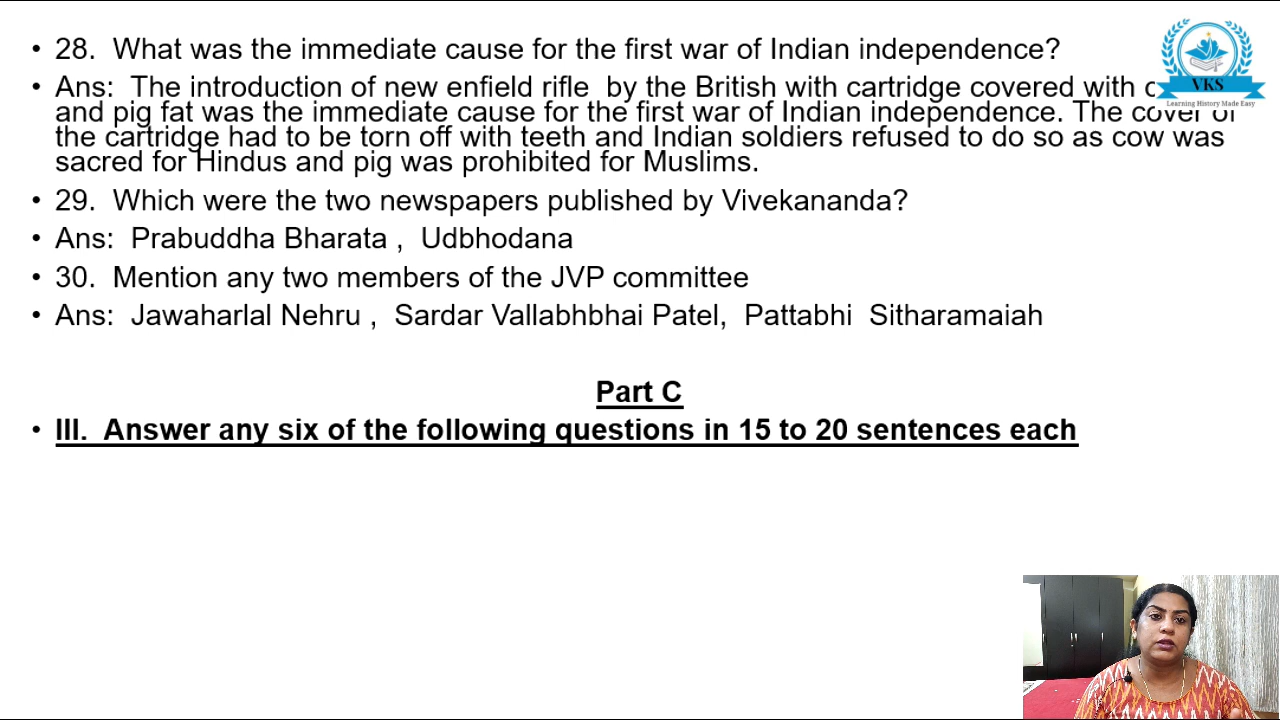 • 28. What was the immediate cause for the first war of Indian independence?
• Ans: The introduction of new enfield rifle by the British with cartridge covered with
and pig fat was the immediate cause for the first war of Indian independence. The cover of
the cartridge had to be torn off with teeth and Indian soldiers refused to do so as cow was
sacred for Hindus and pig was prohibited for Muslims.
• 29. Which were the two newspapers published by Vivekananda?
• Ans: Prabuddha Bharata , Udbhodana
• 30. Mention any two members of the JVP committee
• Ans: Jawaharlal Nehru , Sardar Vallabhbhai Patel, Pattabhi Sitharamaiah
Part C
• III. Answer any six of the following questions in 15 to 20 sentences each
VKS
Learning History Made Easy